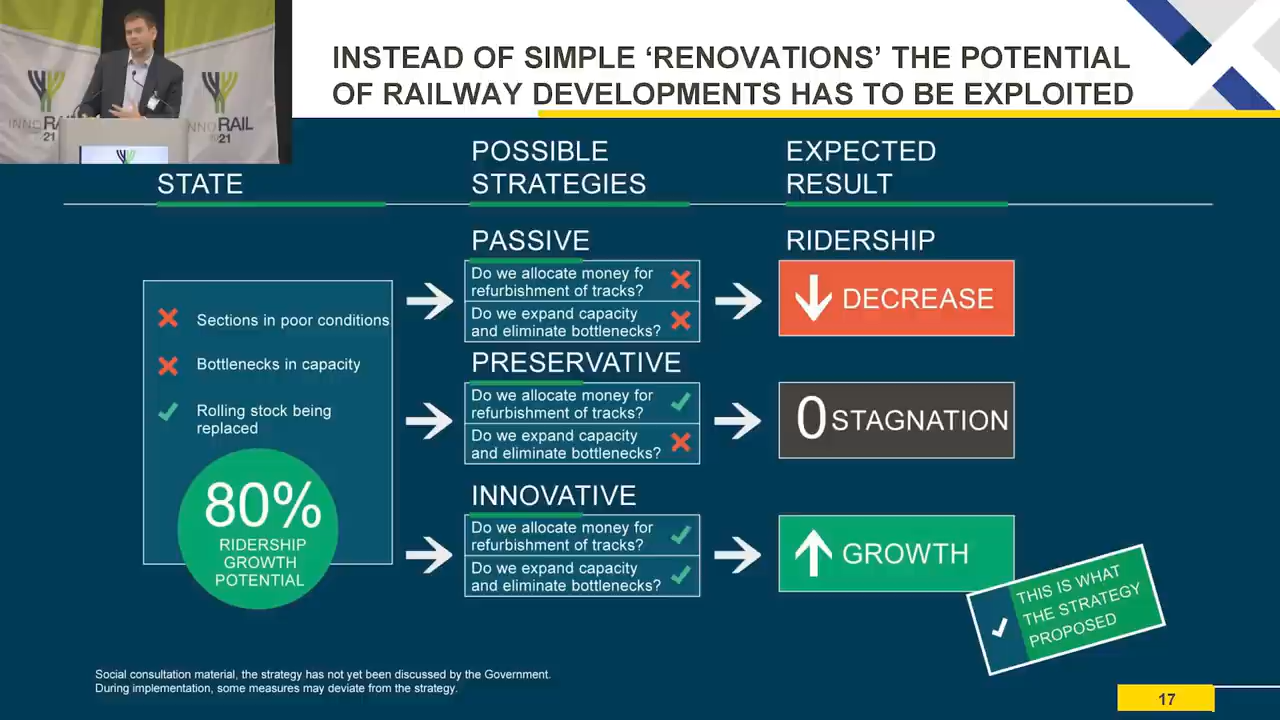 INSTEAD OF SIMPLE ‘RENOVATIONS’ THE POTENTIAL
OF RAILWAY DEVELOPMENTS HAS TO BE EXPLOITED
INNORAIL
21
INNORAIL
2021
STATE
POSSIBLE
STRATEGIES
EXPECTED
RESULT
Sections in poor conditions
Bottlenecks in capacity
Rolling stock being
replaced
80%
RIDERSHIP
GROWTH
POTENTIAL
PASSIVE
Do we allocate money for
refurbishment of tracks?
Do we expand capacity
and eliminate bottlenecks?
RIDERSHIP
DECREASE
PRESERVATIVE
Do we allocate money for
refurbishment of tracks?
Do we expand capacity
and eliminate bottlenecks?
0 STAGNATION
INNOVATIVE
Do we allocate money for
refurbishment of tracks?
Do we expand capacity
and eliminate bottlenecks?
GROWTH
THIS IS WHAT
THE STRATEGY
PROPOSED
Social consultation material, the strategy has not yet been discussed by the Government.
During implementation, some measures may deviate from the strategy.
17